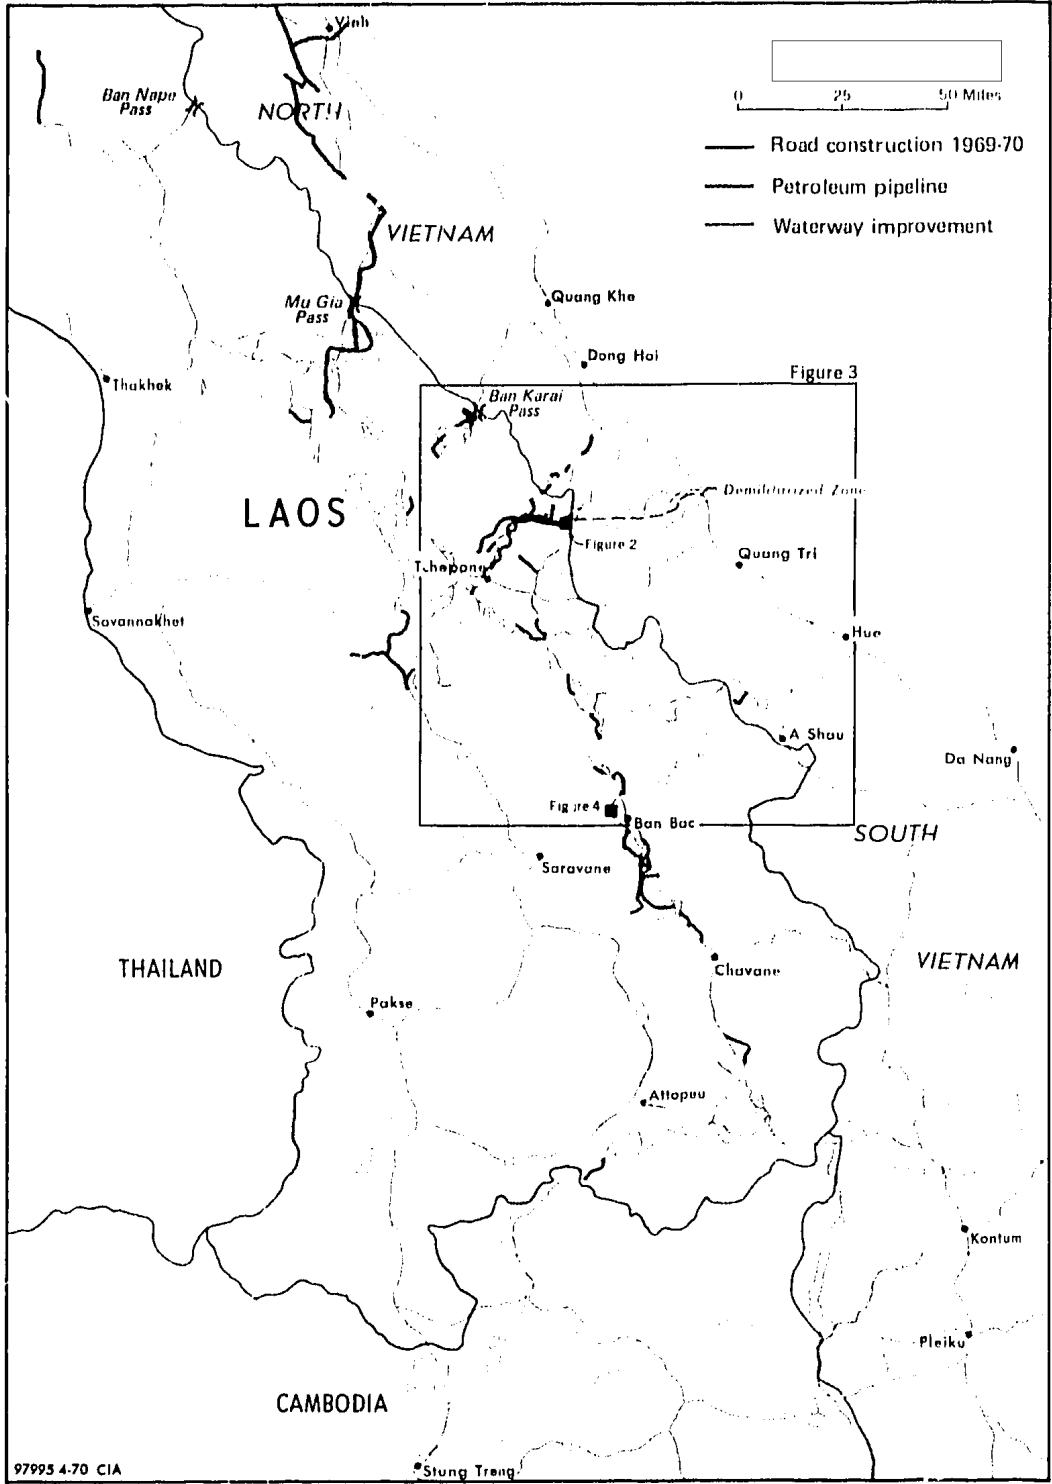 Vinh
Ban Nape
Pass
NORTH
0 25 50 Miles
Road construction 1969-70
Petroleum pipeline
Waterway improvement
VIETNAM
Mu Gia
Pass
Quang Khe
Dong Hoi
Thakhek
Figure 3
Ban Karai
Pass
LAOS
Demilitarized Zone
Figure 2
Quang Tri
Tchepone
Savannakhet
Hue
A Shau
Da Nang
Figure 4
Ban Bac
SOUTH
Saravane
THAILAND
VIETNAM
Chavane
Pakse
Attopeu
Kontum
Pleiku
CAMBODIA
97995 4-70 CIA
Stung Treng